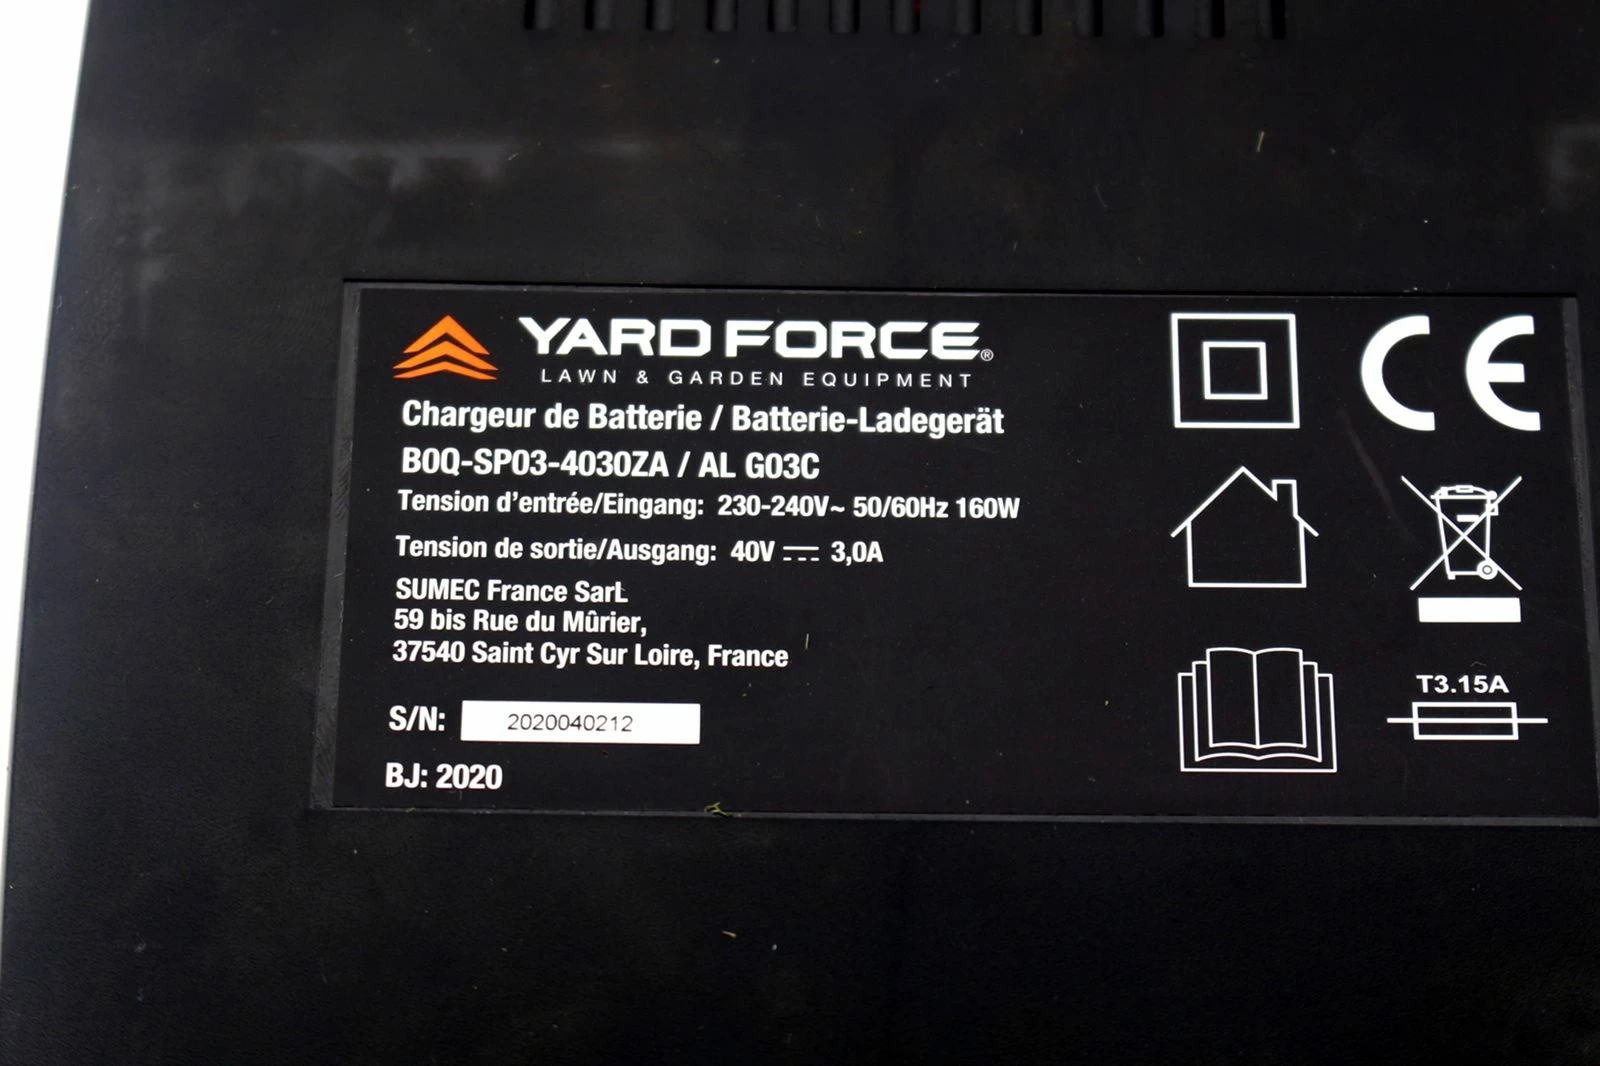 YARD FORCE®
LAWN & GARDEN EQUIPMENT
Chargeur de Batterie / Batterie-Ladegerät
B0Q-SP03-4030ZA / AL G03C
Tension d'entrée/Eingang: 230-240V~ 50/60Hz 160W
Tension de sortie/Ausgang: 40V ⎓ 3,0A
SUMEC France SarL
59 bis Rue du Mûrier,
37540 Saint Cyr Sur Loire, France
S/N: 2020040212
BJ: 2020
CE
T3.15A